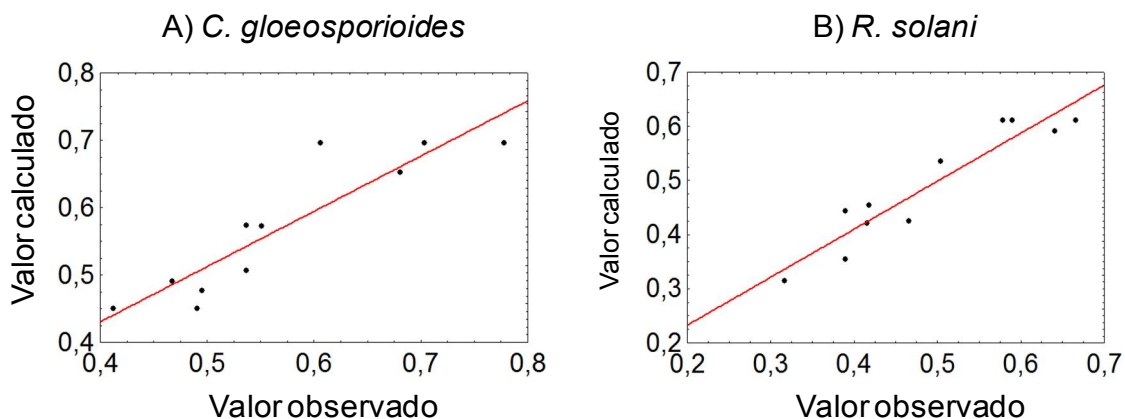 A) C. gloeosporioides
0,8
0,7
0,6
0,5
0,4
0,4 0,5 0,6 0,7 0,8
Valor calculado
Valor observado
B) R. solani
0,7
0,6
0,5
0,4
0,3
0,2
0,2 0,3 0,4 0,5 0,6 0,7
Valor calculado
Valor observado